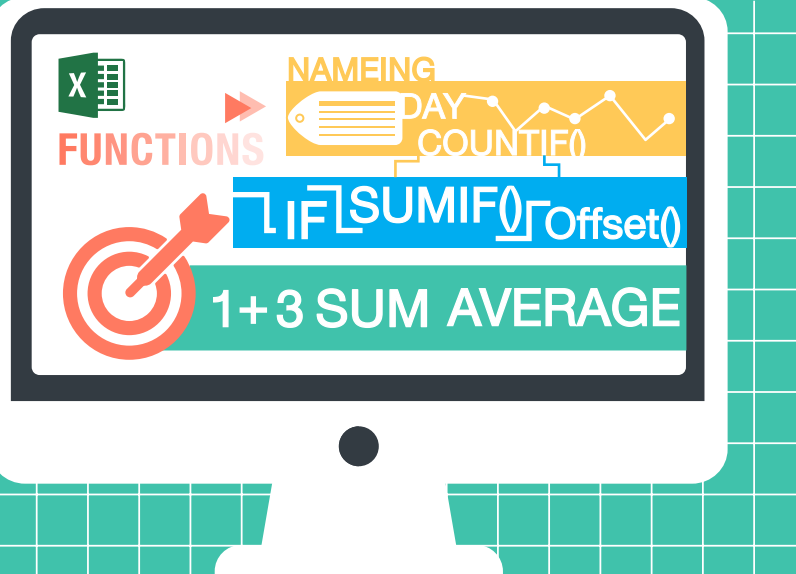 X
FUNCTIONS
NAMEING
DAY
COUNTIF()
IF SUMIF() Offset()
1+3 SUM AVERAGE